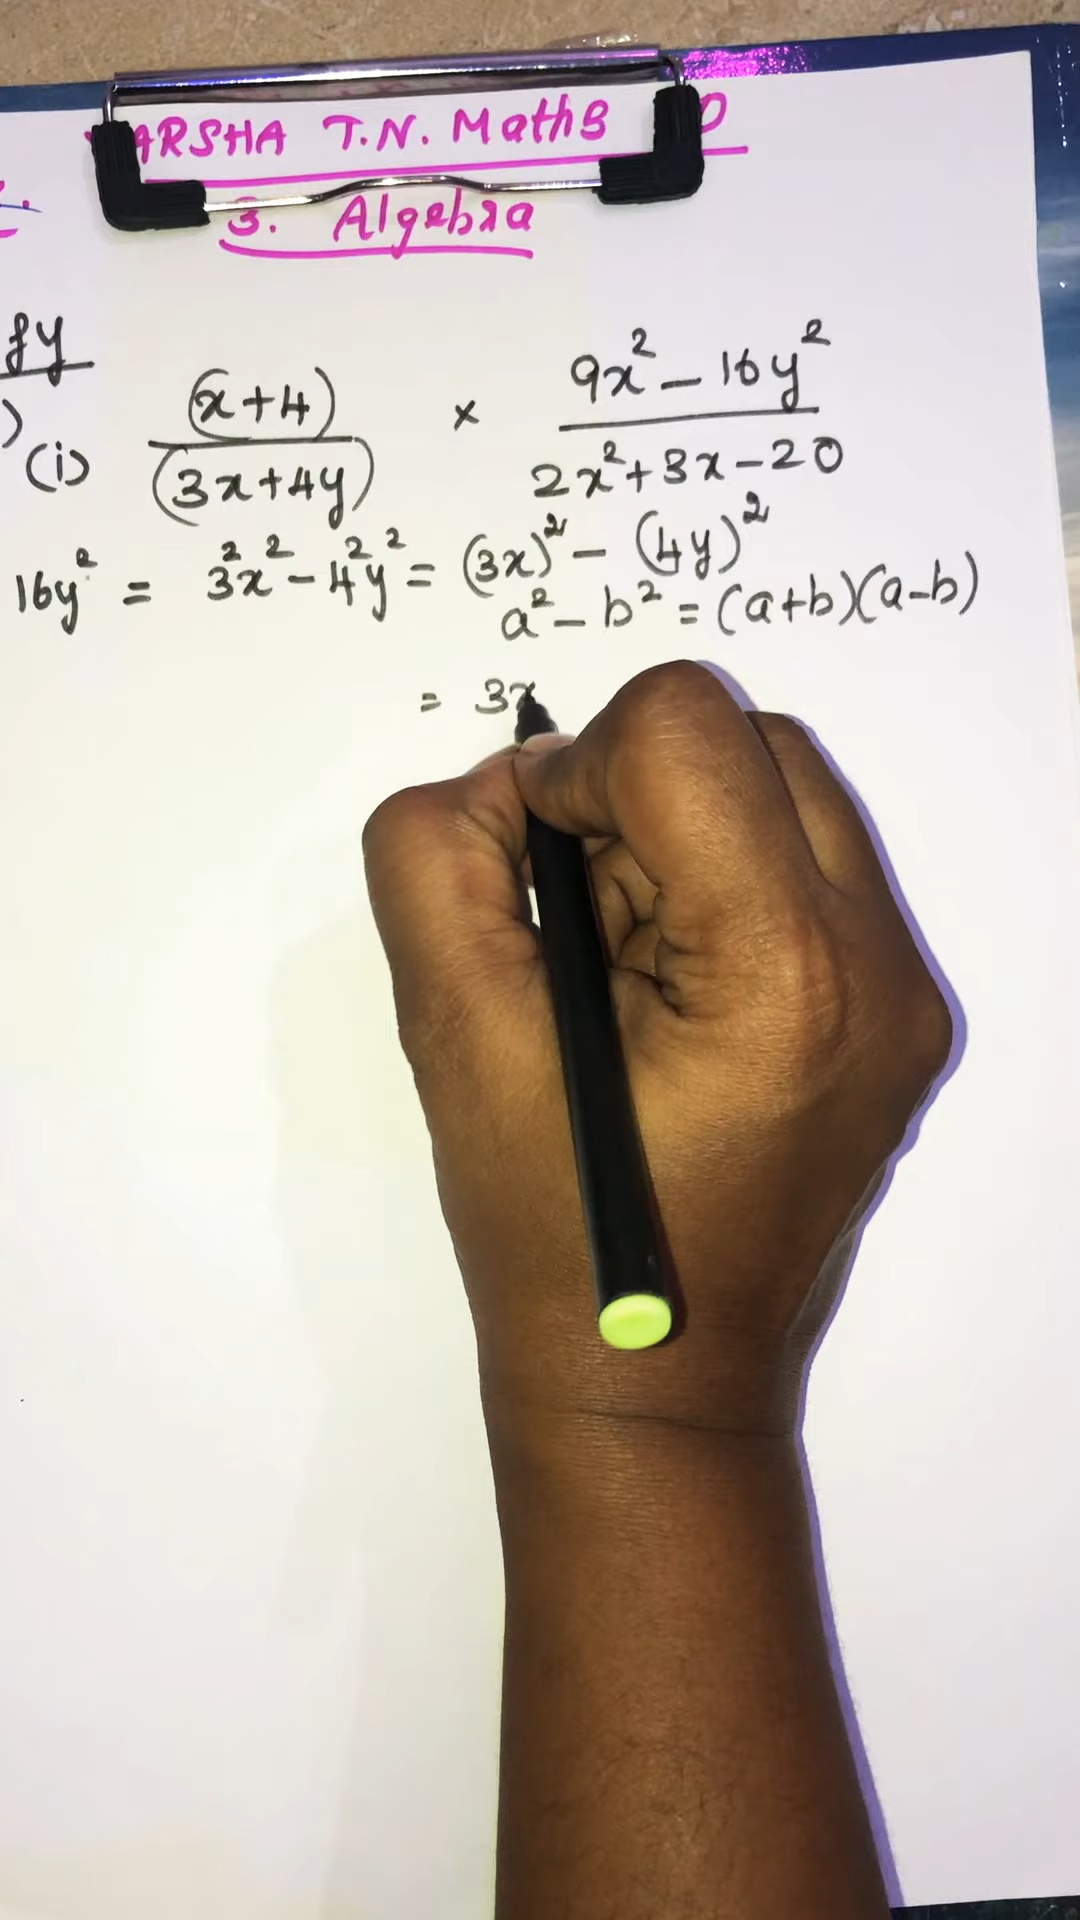 ARSHA T.N. Maths
3. Algebra
fy
(i) (x+4) / (3x+4y) × 9x² − 16y² / 2x²+3x−20
16y² = 3²x² − 4²y² = (3x)² − (4y)²
a² − b² = (a+b)(a−b)
= 3x